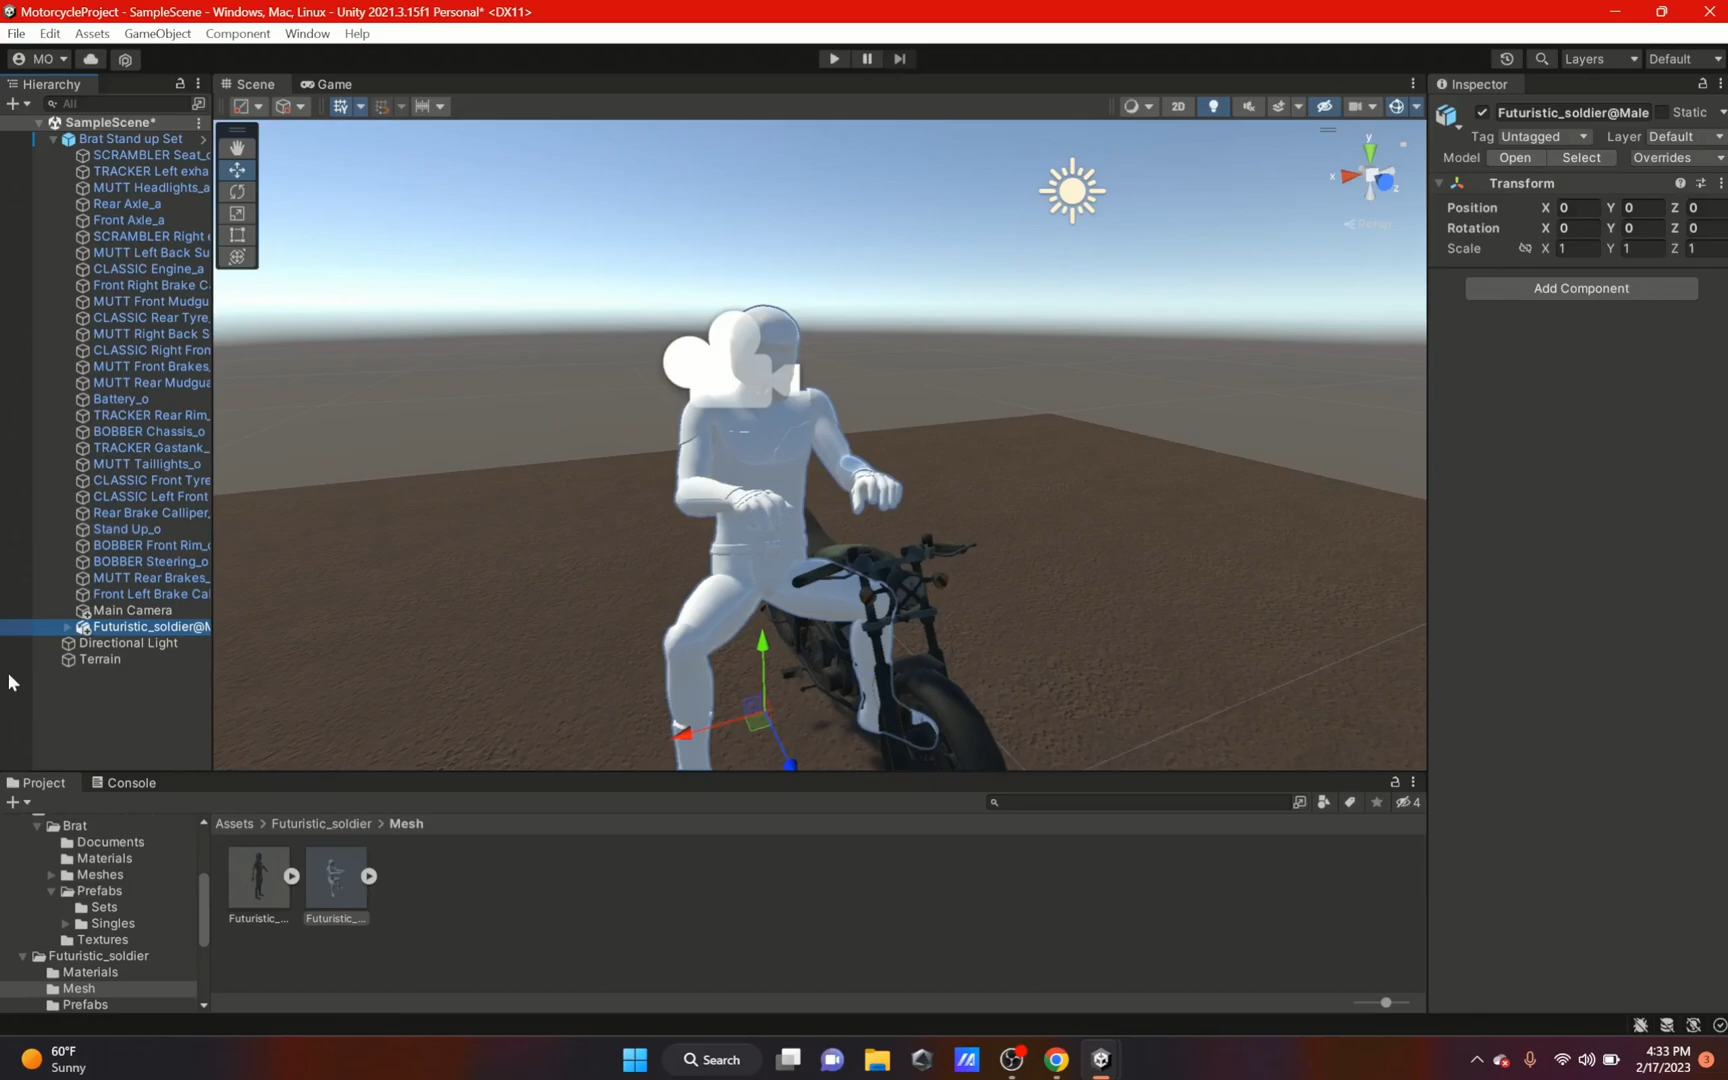 MotorcycleProject - SampleScene - Windows, Mac, Linux - Unity 2021.3.15f1 Personal* <DX11>
File Edit Assets GameObject Component Window Help
MO Layers Default
Hierarchy Scene Game Inspector
All 2D
SampleScene*
Brat Stand up Set
SCRAMBLER Seat_
TRACKER Left exha
MUTT Headlights_a
Rear Axle_a
Front Axle_a
SCRAMBLER Right
MUTT Left Back Su
CLASSIC Engine_a
Front Right Brake C
MUTT Front Mudgu
CLASSIC Rear Tyre
MUTT Right Back S
CLASSIC Right Fron
MUTT Front Brakes
MUTT Rear Mudgua
Battery_o
TRACKER Rear Rim_
BOBBER Chassis_o
TRACKER Gastank_
MUTT Taillights_o
CLASSIC Front Tyre
CLASSIC Left Front
Rear Brake Calliper
Stand Up_o
BOBBER Front Rim_
BOBBER Steering_o
MUTT Rear Brakes_
Front Left Brake Cal
Main Camera
Futuristic_soldier@M
Directional Light
Terrain
y
x
z
Persp
Futuristic_soldier@Male Static
Tag Untagged Layer Default
Model Open Select Overrides
Transform
Position X 0 Y 0 Z 0
Rotation X 0 Y 0 Z 0
Scale X 1 Y 1 Z 1
Add Component
Project Console
4
Brat
Documents
Materials
Meshes
Prefabs
Sets
Singles
Textures
Futuristic_soldier
Materials
Mesh
Prefabs
Assets > Futuristic_soldier > Mesh
Futuristic_... Futuristic_...
60°F
Sunny
Search
4:33 PM
2/17/2023
3